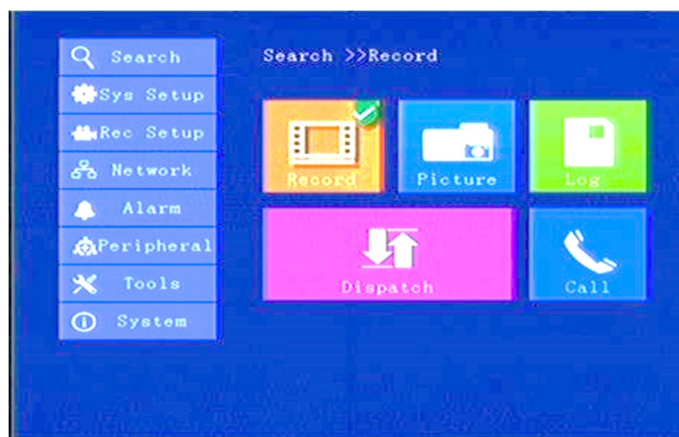 Search
Sys Setup
Rec Setup
Network
Alarm
Peripheral
Tools
System
Search >>Record
Record
Picture
Log
Dispatch
Call